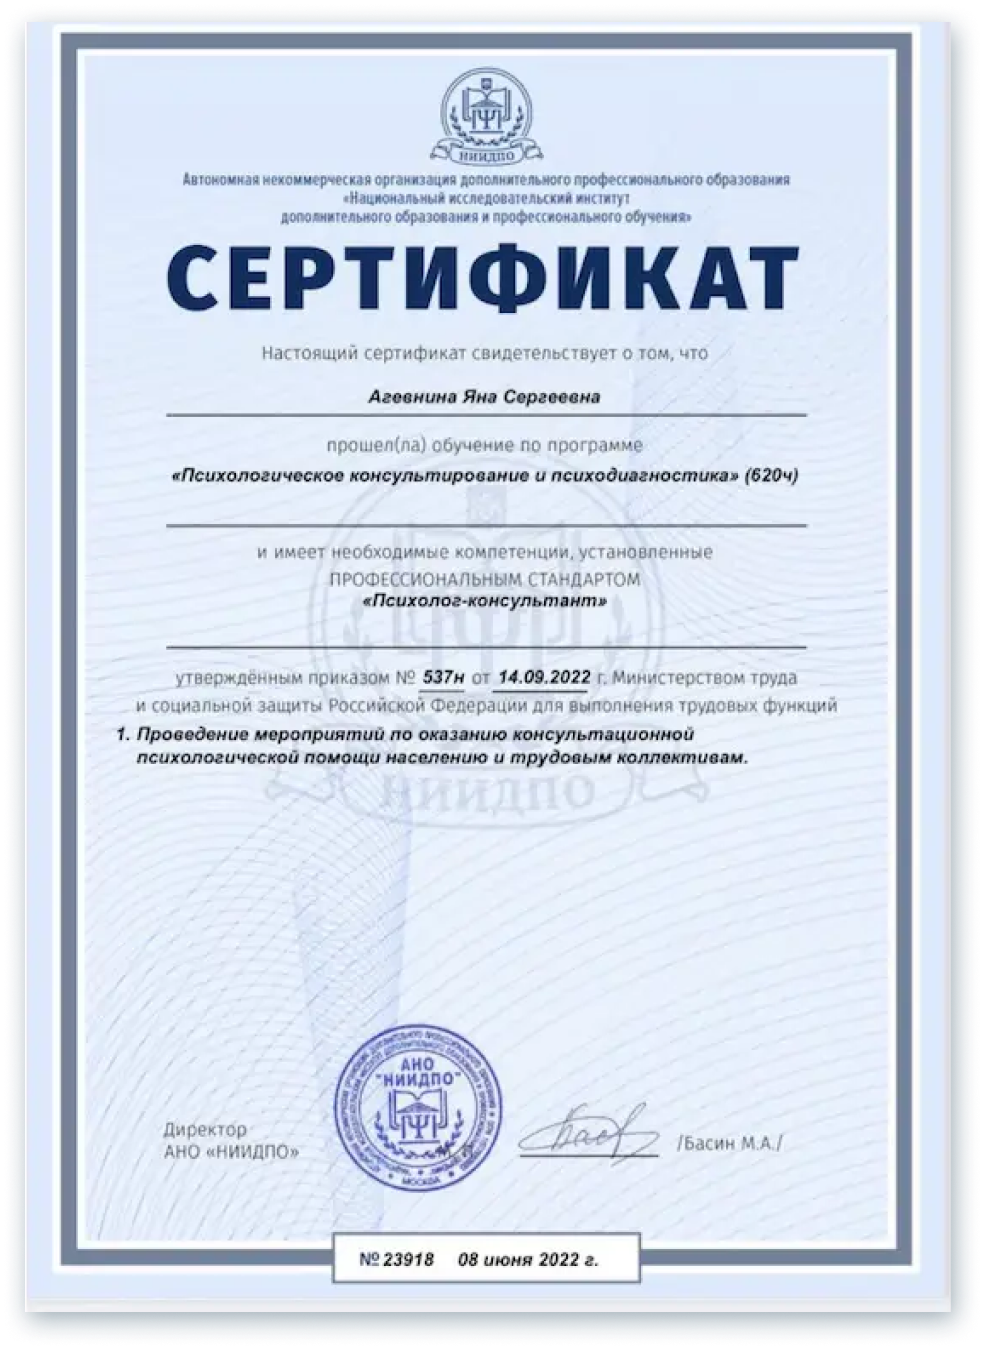 НИИДПО
Автономная некоммерческая организация дополнительного профессионального образования
«Национальный исследовательский институт
дополнительного образования и профессионального обучения»
СЕРТИФИКАТ
Настоящий сертификат свидетельствует о том, что
Агевнина Яна Сергеевна
прошел(ла) обучение по программе
«Психологическое консультирование и психодиагностика» (620ч)
и имеет необходимые компетенции, установленные
ПРОФЕССИОНАЛЬНЫМ СТАНДАРТОМ
«Психолог-консультант»
утверждённым приказом № 537н от 14.09.2022 г. Министерством труда
и социальной защиты Российской Федерации для выполнения трудовых функций
1. Проведение мероприятий по оказанию консультационной
психологической помощи населению и трудовым коллективам.
НИИДПО
АНО
"НИИДПО"
МОСКВА
Директор
АНО «НИИДПО»
/Басин М.А./
№ 23918 08 июня 2022 г.